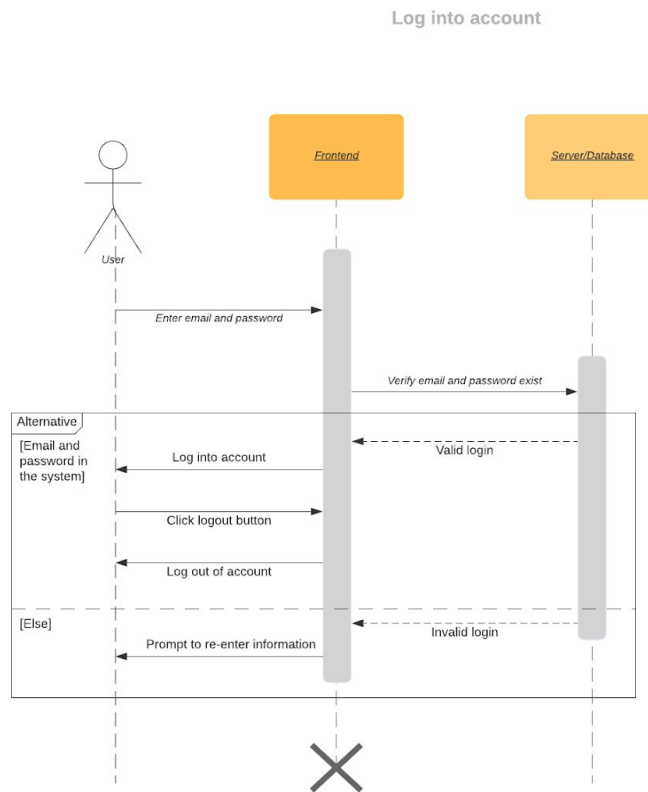 Log into account
Frontend
Server/Database
User
Enter email and password
Verify email and password exist
Alternative
[Email and
password in
the system]
Valid login
Log into account
Click logout button
Log out of account
[Else]
Invalid login
Prompt to re-enter information